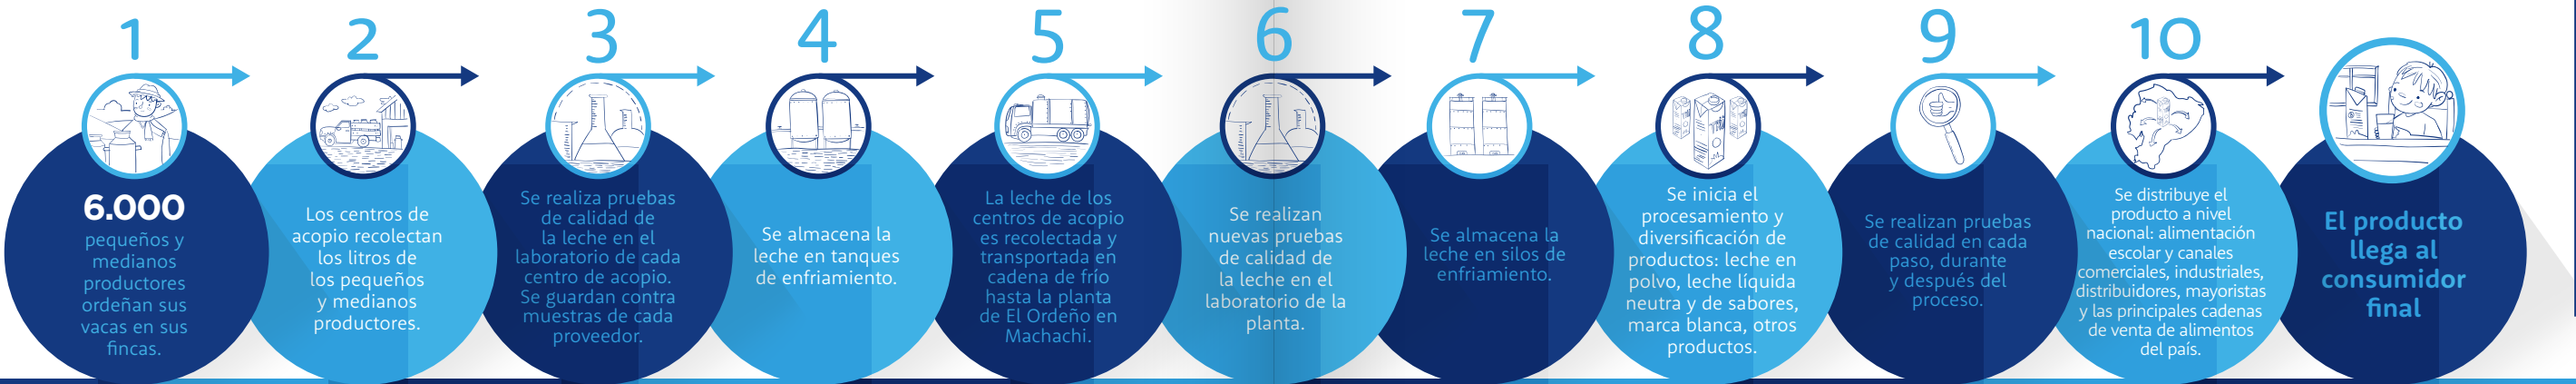 1
6.000
pequeños y
medianos
productores
ordeñan sus
vacas en sus
fincas.
2
Los centros de
acopio recolectan
los litros de
los pequeños
y medianos
productores.
3
Se realiza pruebas
de calidad de
la leche en el
laboratorio de cada
centro de acopio.
Se guardan contra
muestras de cada
proveedor.
4
Se almacena la
leche en tanques
de enfriamiento.
5
La leche de los
centros de acopio
es recolectada y
transportada en
cadena de frío
hasta la planta
de El Ordeño en
Machachi.
6
Se realizan
nuevas pruebas
de calidad de
la leche en el
laboratorio de la
planta.
7
Se almacena la
leche en silos de
enfriamiento.
8
Se inicia el
procesamiento y
diversificación de
productos: leche en
polvo, leche líquida
neutra y de sabores,
marca blanca, otros
productos.
9
Se realizan pruebas
de calidad en cada
paso, durante
y después del
proceso.
10
Se distribuye el
producto a nivel
nacional: alimentación
escolar y canales
comerciales, industriales,
distribuidores, mayoristas
y las principales cadenas
de venta de alimentos
del país.
El producto
llega al
consumidor
final